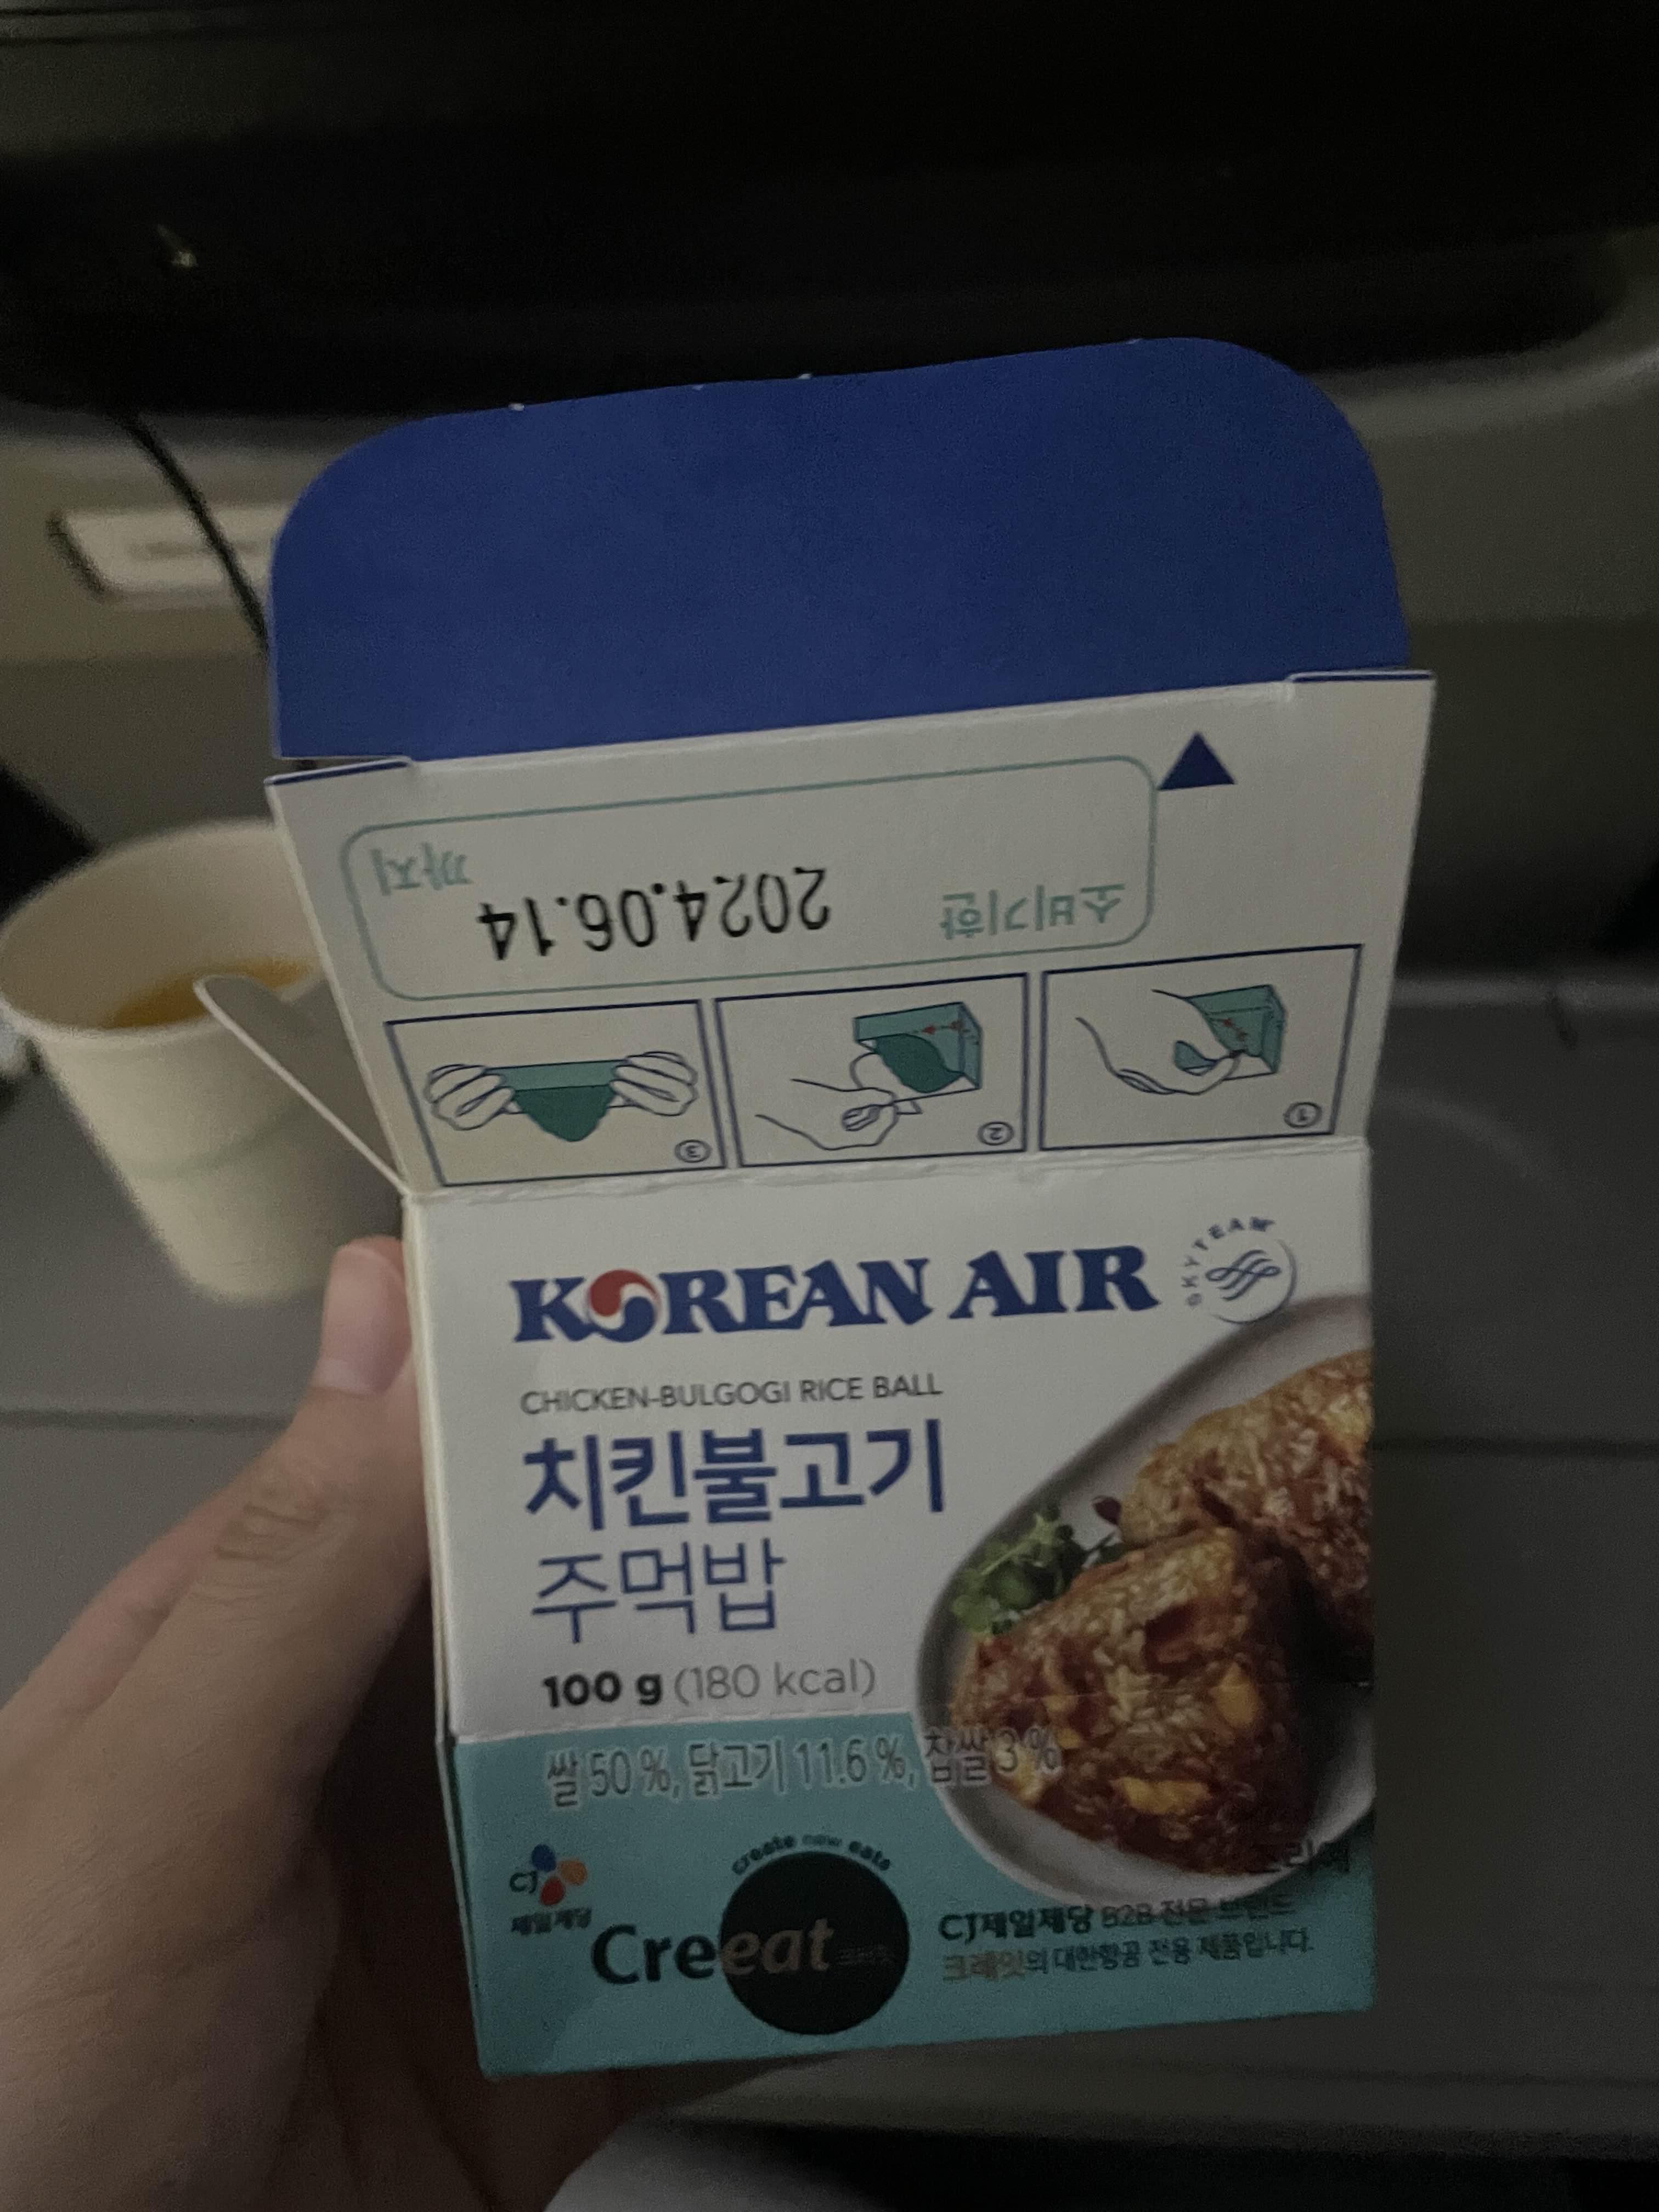 소비기한 2024.06.14 까지
① ② ③
KOREAN AIR
SKYTEAM
CHICKEN-BULGOGI RICE BALL
치킨불고기
주먹밥
100 g (180 kcal)
쌀 50 %, 닭고기 11.6 %, 찹쌀 3 %
CJ
제일제당
create new eats
Creeat
CJ제일제당 B2B 전문 브랜드
크레잇의 대한항공 전용 제품입니다.